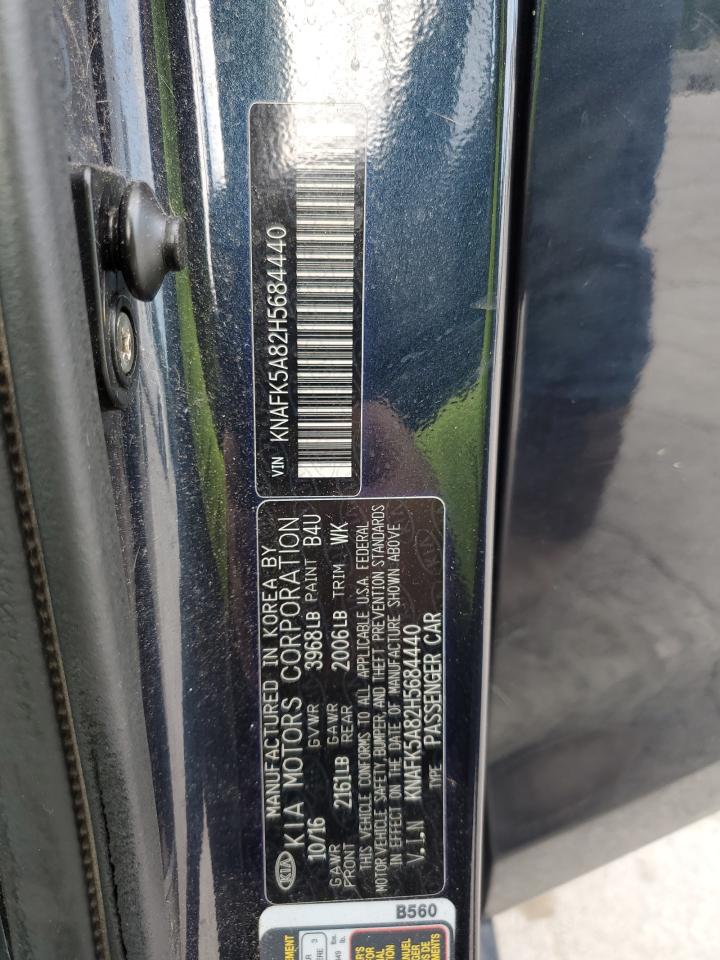 VIN KNAFK5A82H5684440
KIA
MANUFACTURED IN KOREA BY
KIA MOTORS CORPORATION
10/16 GVWR 3968LB PAINT B4U
GAWR FRONT 2161LB GAWR REAR 2006LB TRIM WK
THIS VEHICLE CONFORMS TO ALL APPLICABLE U.S.A. FEDERAL
MOTOR VEHICLE SAFETY, BUMPER, AND THEFT PREVENTION STANDARDS
IN EFFECT ON THE DATE OF MANUFACTURE SHOWN ABOVE
V.I.N KNAFK5A82H5684440
TYPE PASSENGER CAR
B560